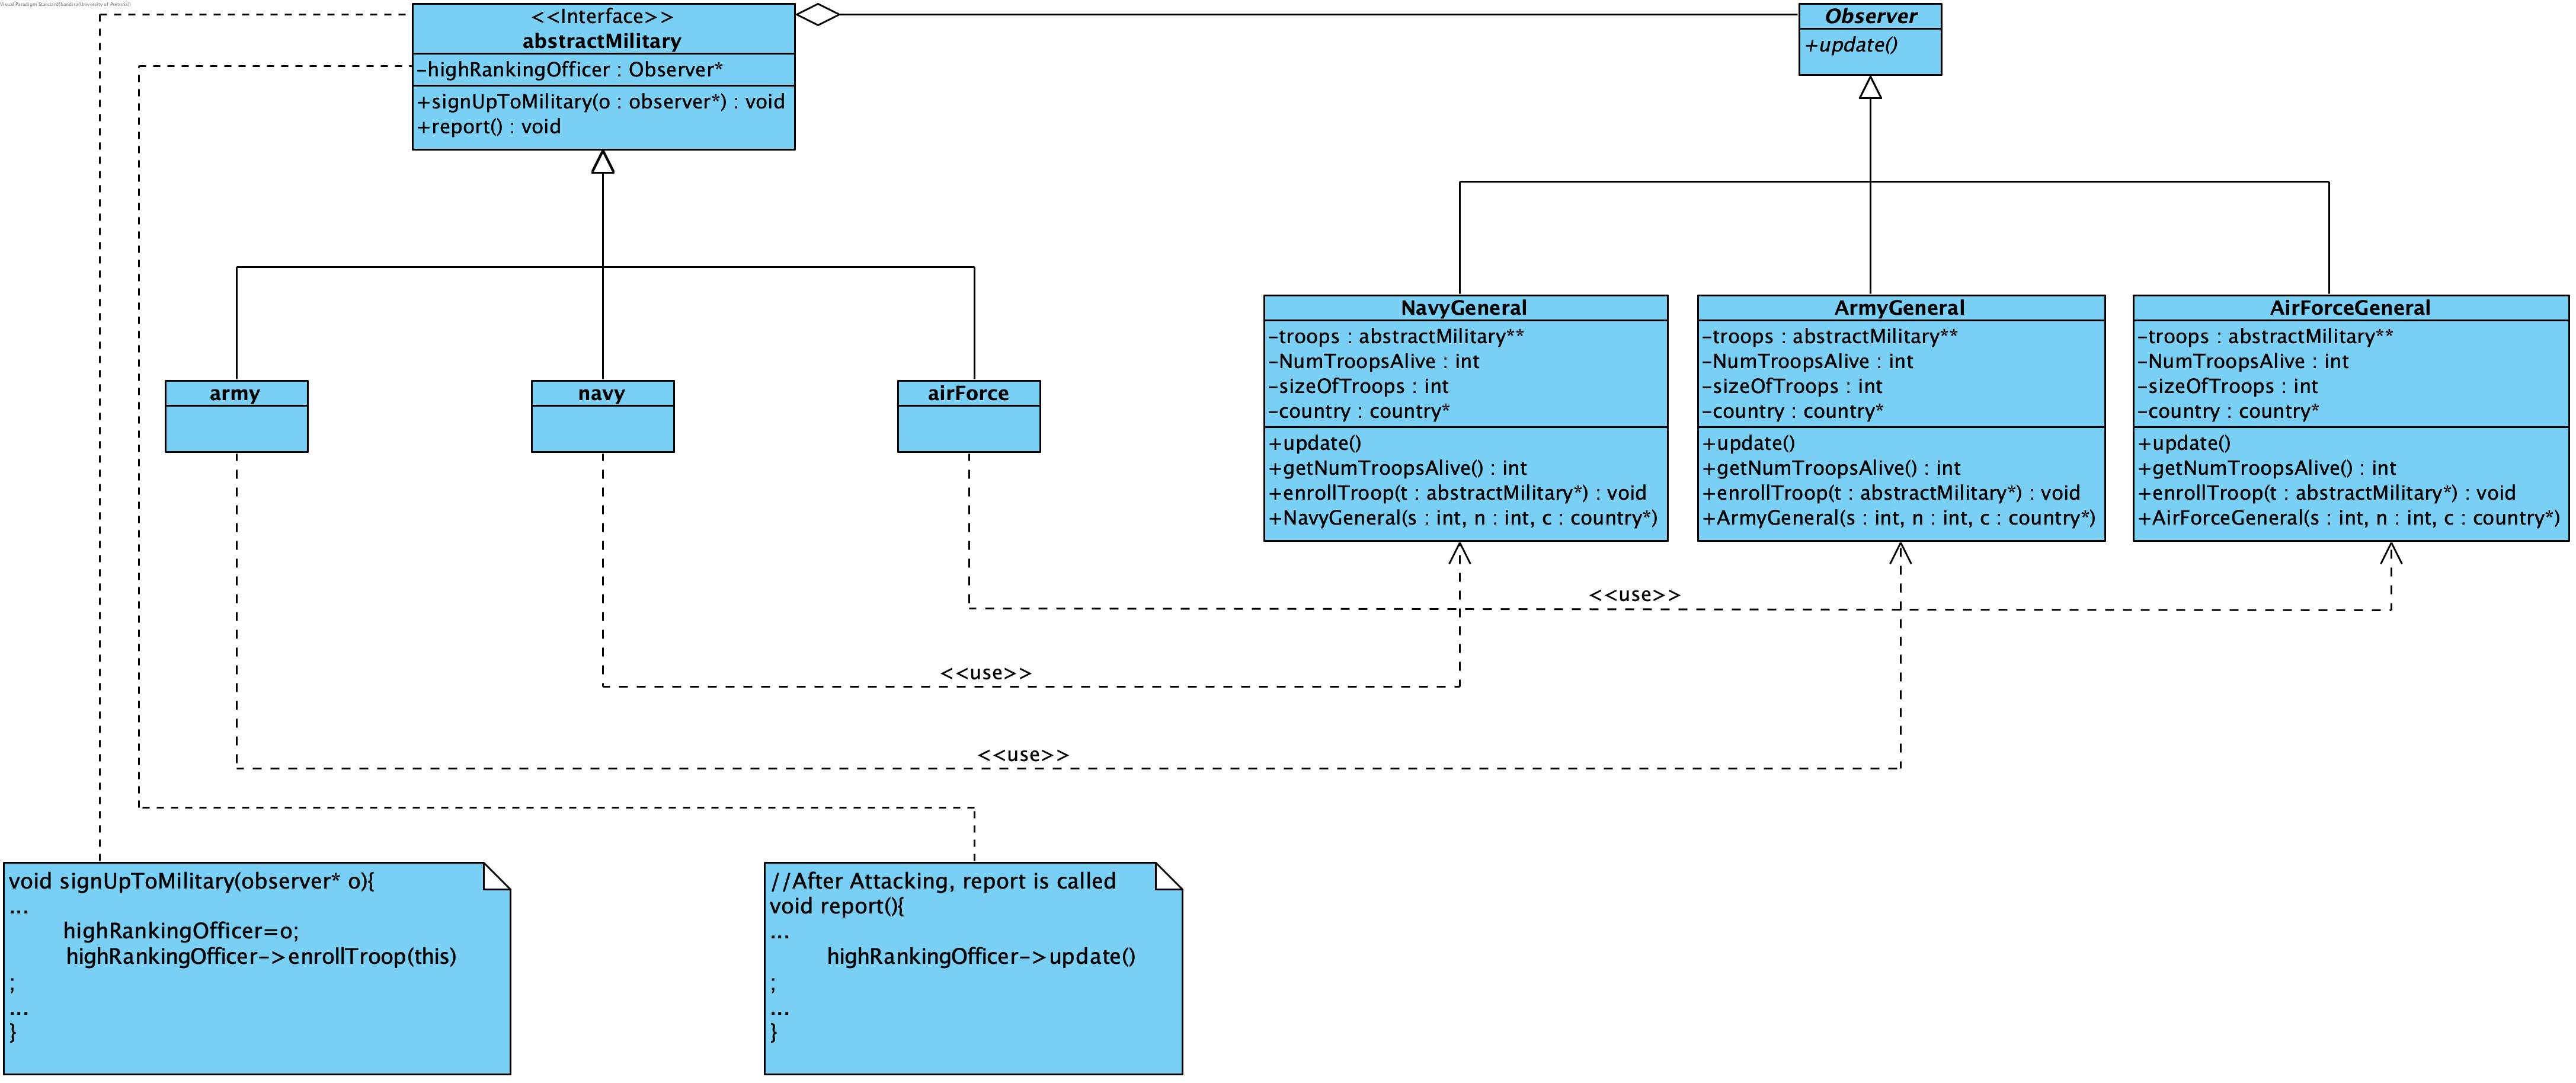 Visual Paradigm Standard(bandisa(University of Pretoria))
<<Interface>>
abstractMilitary
-highRankingOfficer : Observer*
+signUpToMilitary(o : observer*) : void
+report() : void
Observer
+update()
army
navy
airForce
NavyGeneral
-troops : abstractMilitary**
-NumTroopsAlive : int
-sizeOfTroops : int
-country : country*
+update()
+getNumTroopsAlive() : int
+enrollTroop(t : abstractMilitary*) : void
+NavyGeneral(s : int, n : int, c : country*)
ArmyGeneral
-troops : abstractMilitary**
-NumTroopsAlive : int
-sizeOfTroops : int
-country : country*
+update()
+getNumTroopsAlive() : int
+enrollTroop(t : abstractMilitary*) : void
+ArmyGeneral(s : int, n : int, c : country*)
AirForceGeneral
-troops : abstractMilitary**
-NumTroopsAlive : int
-sizeOfTroops : int
-country : country*
+update()
+getNumTroopsAlive() : int
+enrollTroop(t : abstractMilitary*) : void
+AirForceGeneral(s : int, n : int, c : country*)
<<use>>
<<use>>
<<use>>
void signUpToMilitary(observer* o){
...
highRankingOfficer=o;
highRankingOfficer->enrollTroop(this)
;
...
}
//After Attacking, report is called
void report(){
...
highRankingOfficer->update()
;
...
}